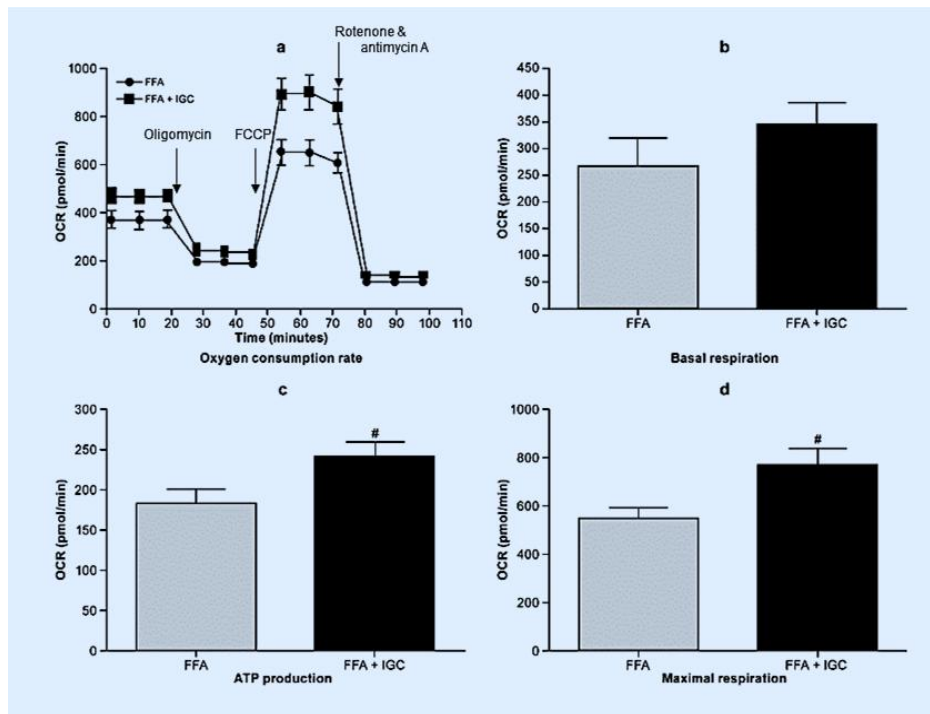 a
Rotenone &
antimycin A
1000
800
600
400
200
0
OCR (pmol/min)
FFA
FFA + IGC
Oligomycin
FCCP
0 10 20 30 40 50 60 70 80 90 100 110
Time (minutes)
Oxygen consumption rate
b
450
400
350
300
250
200
150
100
50
0
OCR (pmol/min)
FFA FFA + IGC
Basal respiration
c
300
250
200
150
100
50
0
OCR (pmol/min)
#
FFA FFA + IGC
ATP production
d
1000
800
600
400
200
0
OCR (pmol/min)
#
FFA FFA + IGC
Maximal respiration